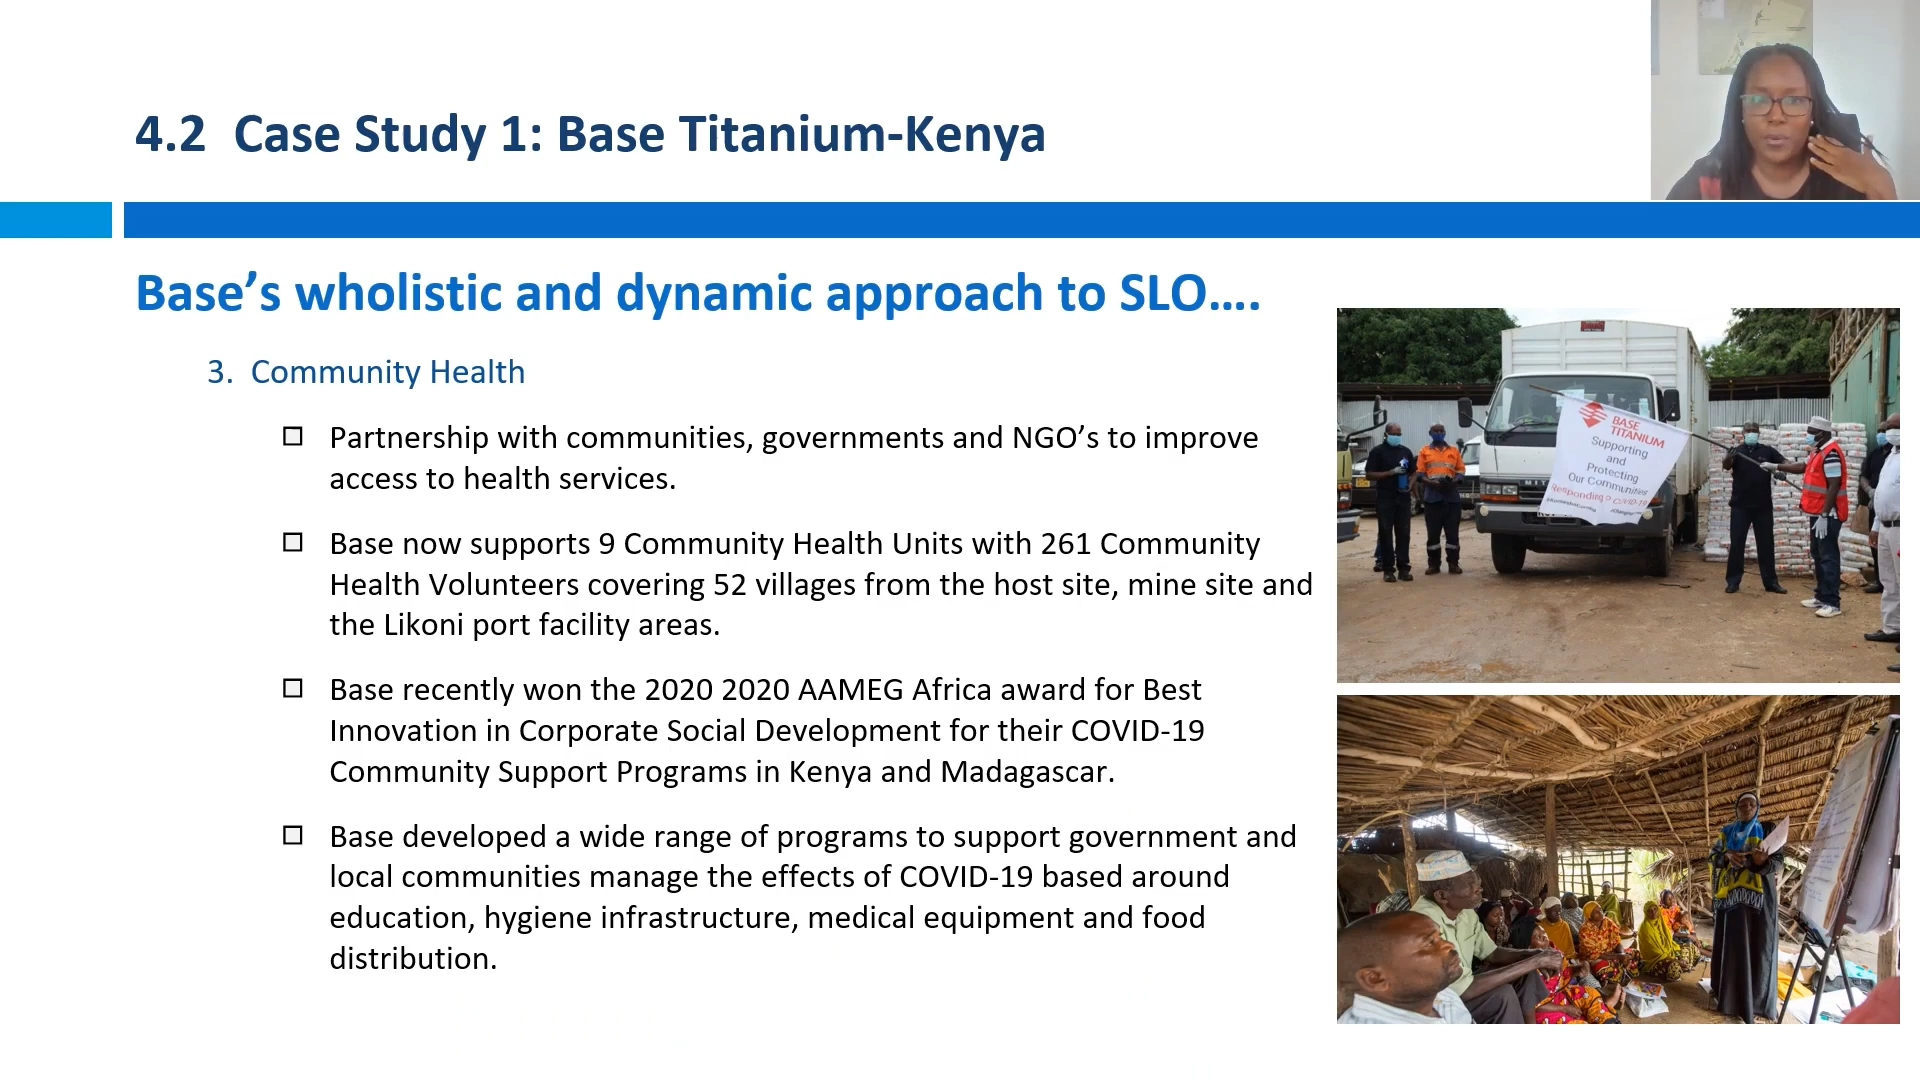 4.2 Case Study 1: Base Titanium-Kenya
Base’s wholistic and dynamic approach to SLO….
3. Community Health
Partnership with communities, governments and NGO’s to improve
access to health services.
Base now supports 9 Community Health Units with 261 Community
Health Volunteers covering 52 villages from the host site, mine site and
the Likoni port facility areas.
Base recently won the 2020 2020 AAMEG Africa award for Best
Innovation in Corporate Social Development for their COVID-19
Community Support Programs in Kenya and Madagascar.
Base developed a wide range of programs to support government and
local communities manage the effects of COVID-19 based around
education, hygiene infrastructure, medical equipment and food
distribution.
BASE
TITANIUM
Supporting
and
Protecting
Our Communities
Responding to COVID-19